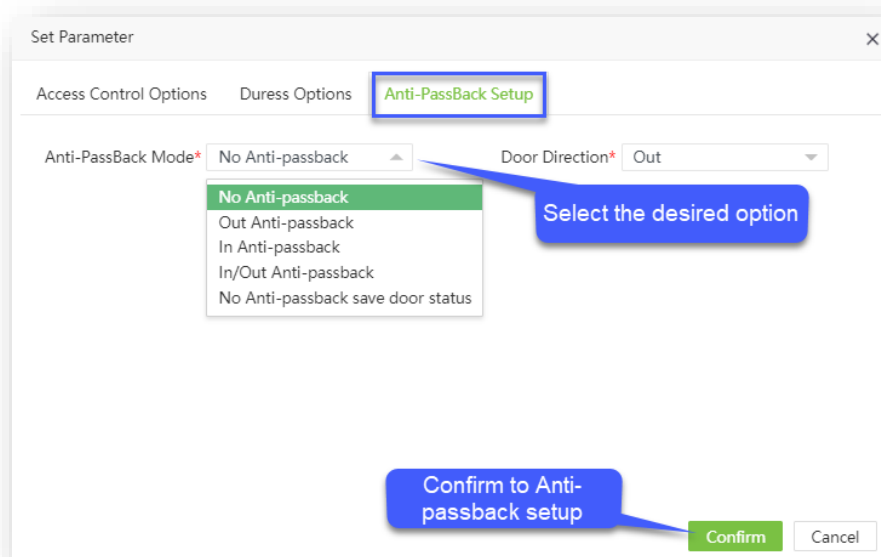 Set Parameter
Access Control Options Duress Options Anti-PassBack Setup
Anti-PassBack Mode* No Anti-passback Door Direction* Out
No Anti-passback
Out Anti-passback
In Anti-passback
In/Out Anti-passback
No Anti-passback save door status
Select the desired option
Confirm to Anti-
passback setup
Confirm Cancel